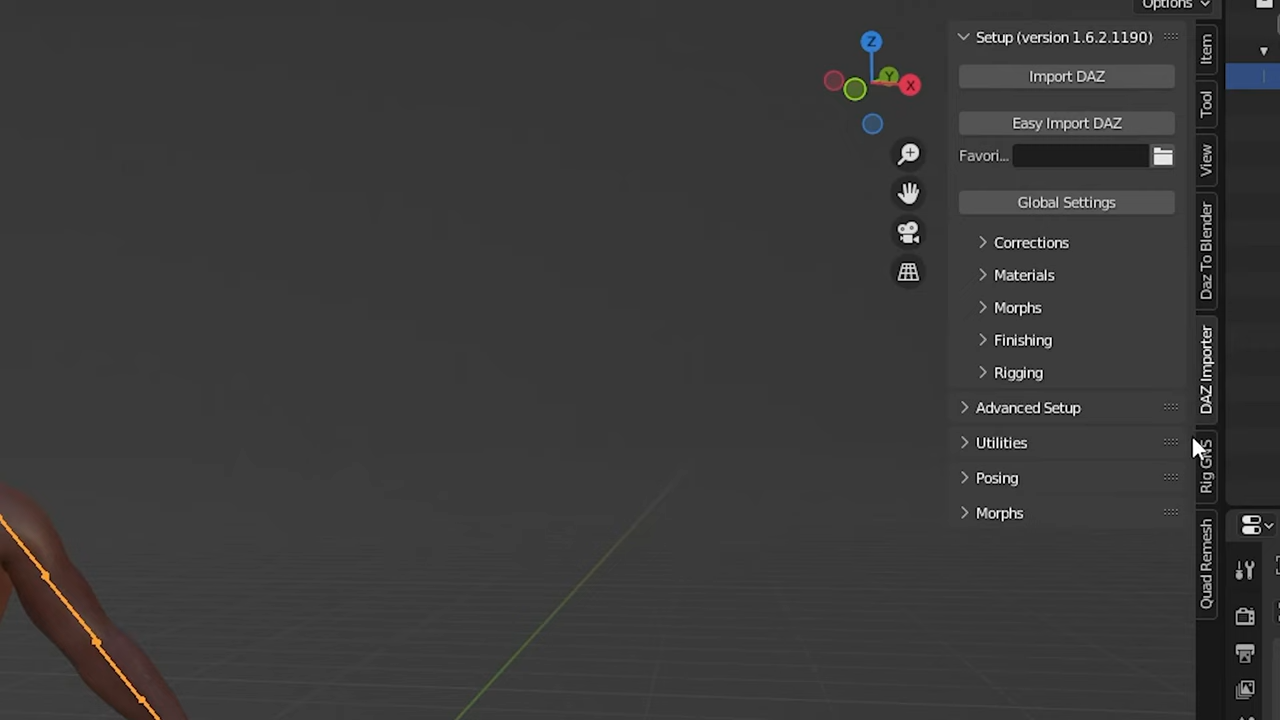 Options
Setup (version 1.6.2.1190)
Import DAZ
Easy Import DAZ
Favori...
Global Settings
Corrections
Materials
Morphs
Finishing
Rigging
Advanced Setup
Utilities
Posing
Morphs
Z
Y
X
Item
Tool
View
Daz To Blender
DAZ Importer
Rig GNS
Quad Remesh